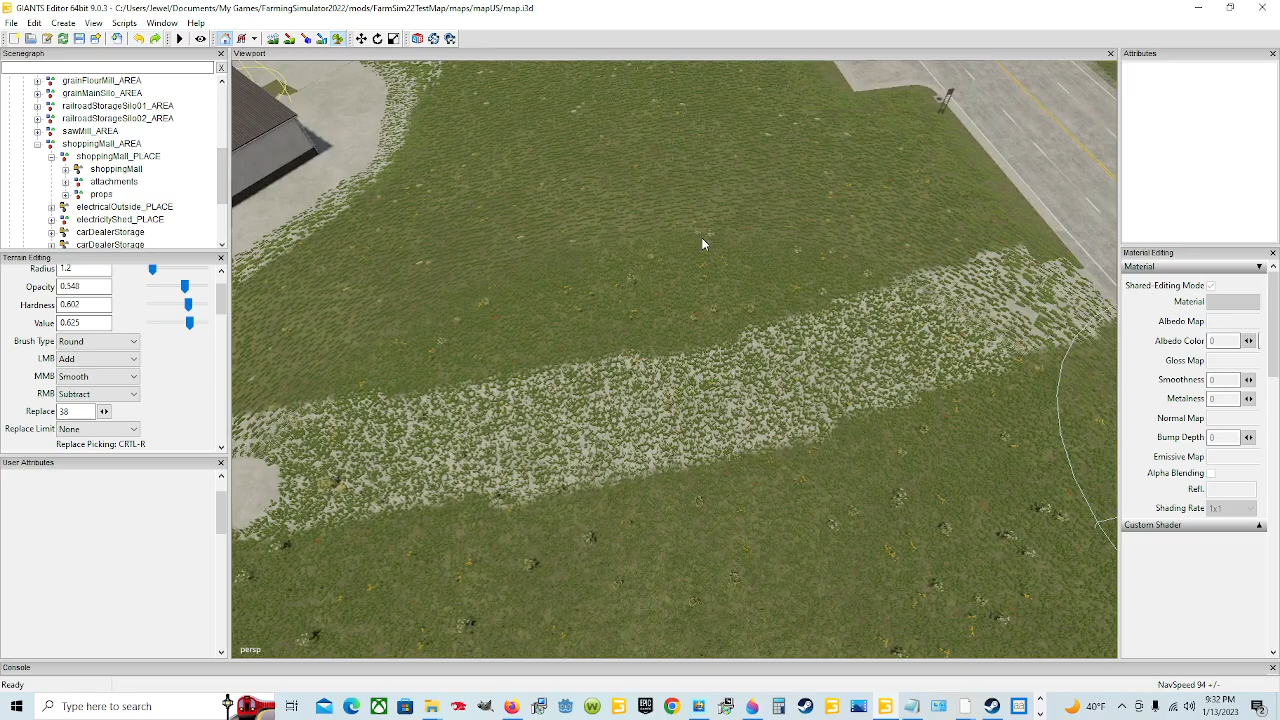 GIANTS Editor 64bit v9.0.3 - C:/Users/Jewel/Documents/My Games/FarmingSimulator2022/mods/FarmSim22TestMap/maps/mapUS/map.i3d
File Edit Create View Scripts Window Help
Scenegraph
X
grainFlourMill_AREA
grainMainSilo_AREA
railroadStorageSilo01_AREA
railroadStorageSilo02_AREA
sawMill_AREA
shoppingMall_AREA
shoppingMall_PLACE
shoppingMall
attachments
props
electricalOutside_PLACE
electricityShed_PLACE
carDealerStorage
carDealerStorage
Terrain Editing
Radius 1.2
Opacity 0.548
Hardness 0.602
Value 0.625
Brush Type Round
LMB Add
MMB Smooth
RMB Subtract
Replace 38
Replace Limit None
Replace Picking: CRTL-R
User Attributes
Viewport
persp
Attributes
Material Editing
Material
Shared-Editing Mode
Material
Albedo Map
Albedo Color 0
Gloss Map
Smoothness 0
Metalness 0
Normal Map
Bump Depth 0
Emissive Map
Alpha Blending
Refl.
Shading Rate 1x1
Custom Shader
Console
Ready
NavSpeed 94 +/-
Type here to search
40°F
9:32 PM
1/13/2023
2